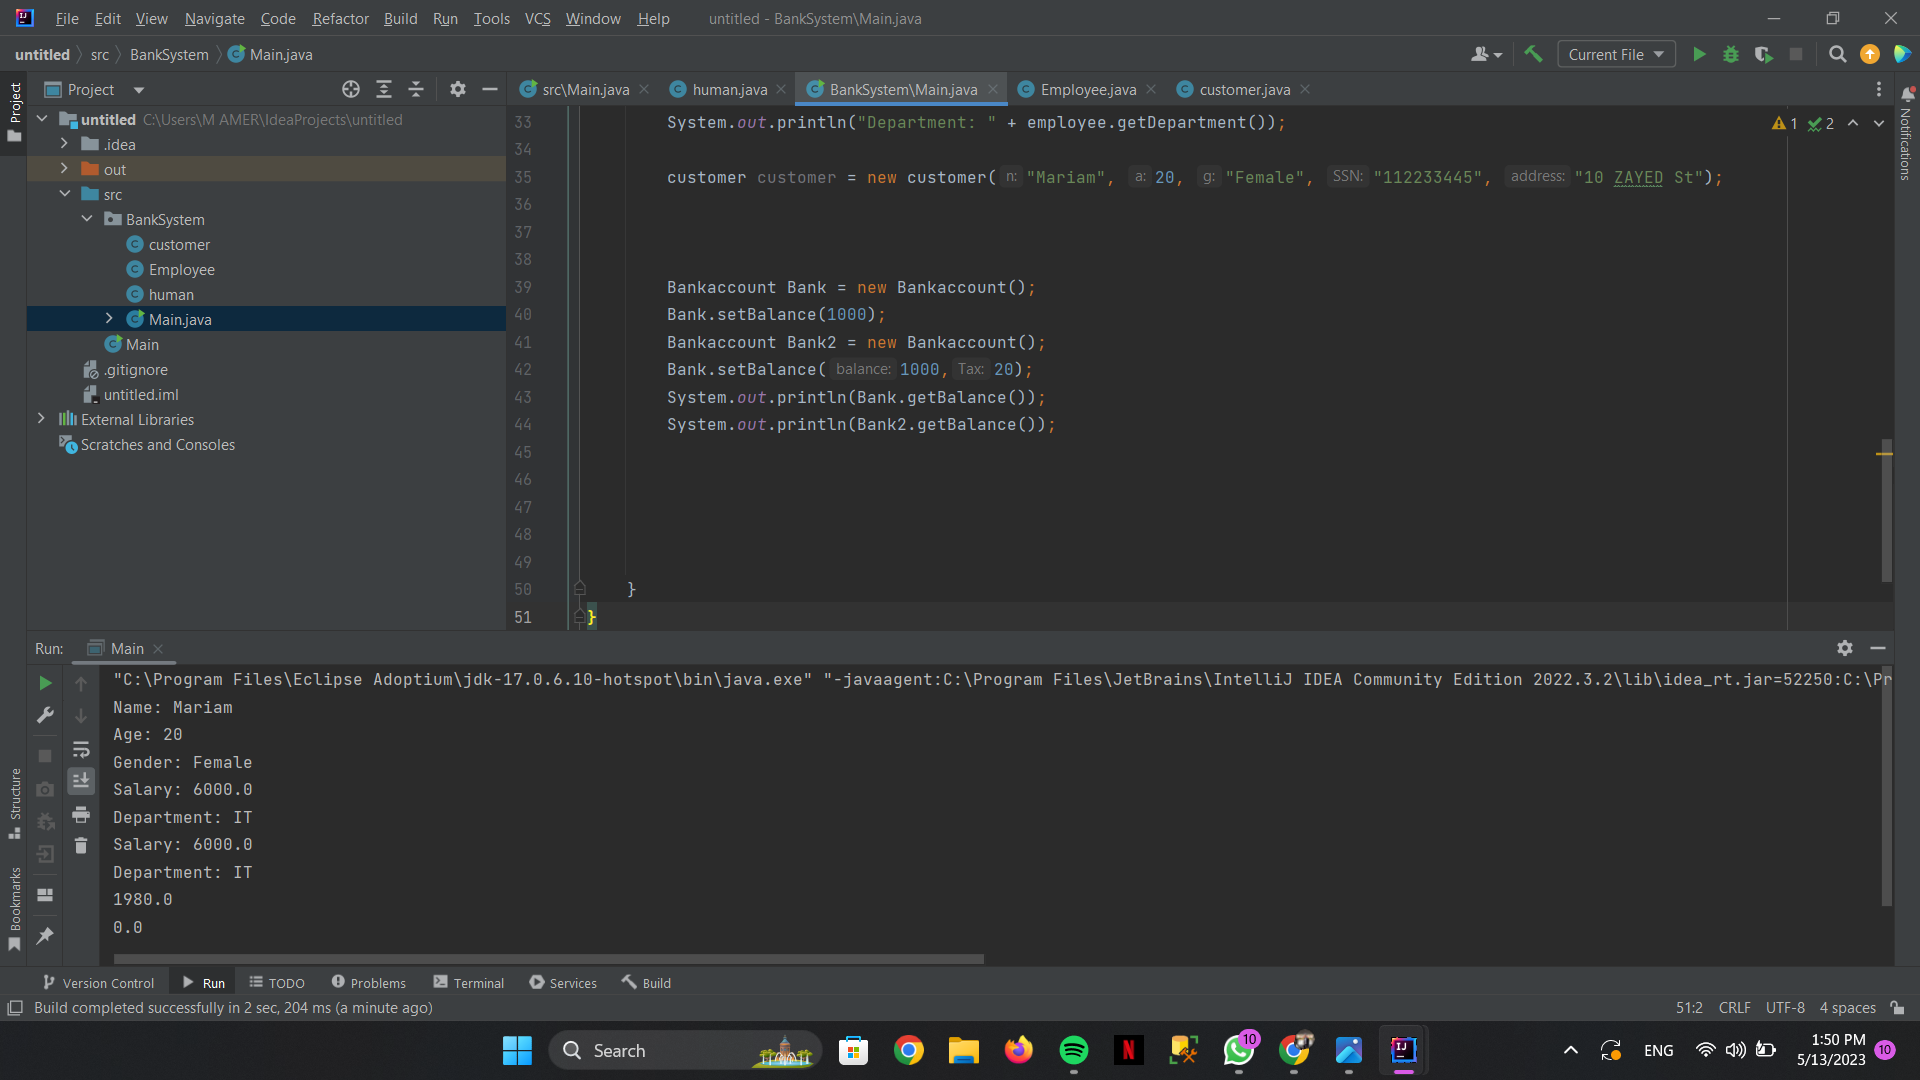 File Edit View Navigate Code Refactor Build Run Tools VCS Window Help untitled - BankSystem\Main.java
untitled src BankSystem Main.java Current File
Project
src\Main.java human.java BankSystem\Main.java Employee.java customer.java
Project
Notifications
untitled C:\Users\M AMER\IdeaProjects\untitled
.idea
out
src
BankSystem
customer
Employee
human
Main.java
Main
.gitignore
untitled.iml
External Libraries
Scratches and Consoles
1 2
33 System.out.println("Department: " + employee.getDepartment());
34
35 customer customer = new customer( n: "Mariam", a: 20, g: "Female", SSN: "112233445", address: "10 ZAYED St");
36
37
38
39 Bankaccount Bank = new Bankaccount();
40 Bank.setBalance(1000);
41 Bankaccount Bank2 = new Bankaccount();
42 Bank.setBalance( balance: 1000, Tax: 20);
43 System.out.println(Bank.getBalance());
44 System.out.println(Bank2.getBalance());
45
46
47
48
49
50 }
51 }
Run: Main
"C:\Program Files\Eclipse Adoptium\jdk-17.0.6.10-hotspot\bin\java.exe" "-javaagent:C:\Program Files\JetBrains\IntelliJ IDEA Community Edition 2022.3.2\lib\idea_rt.jar=52250:C:\Pr
Name: Mariam
Age: 20
Gender: Female
Salary: 6000.0
Department: IT
Salary: 6000.0
Department: IT
1980.0
0.0
Structure
Bookmarks
Version Control Run TODO Problems Terminal Services Build
Build completed successfully in 2 sec, 204 ms (a minute ago) 51:2 CRLF UTF-8 4 spaces
Search 10 ENG 1:50 PM
5/13/2023 10